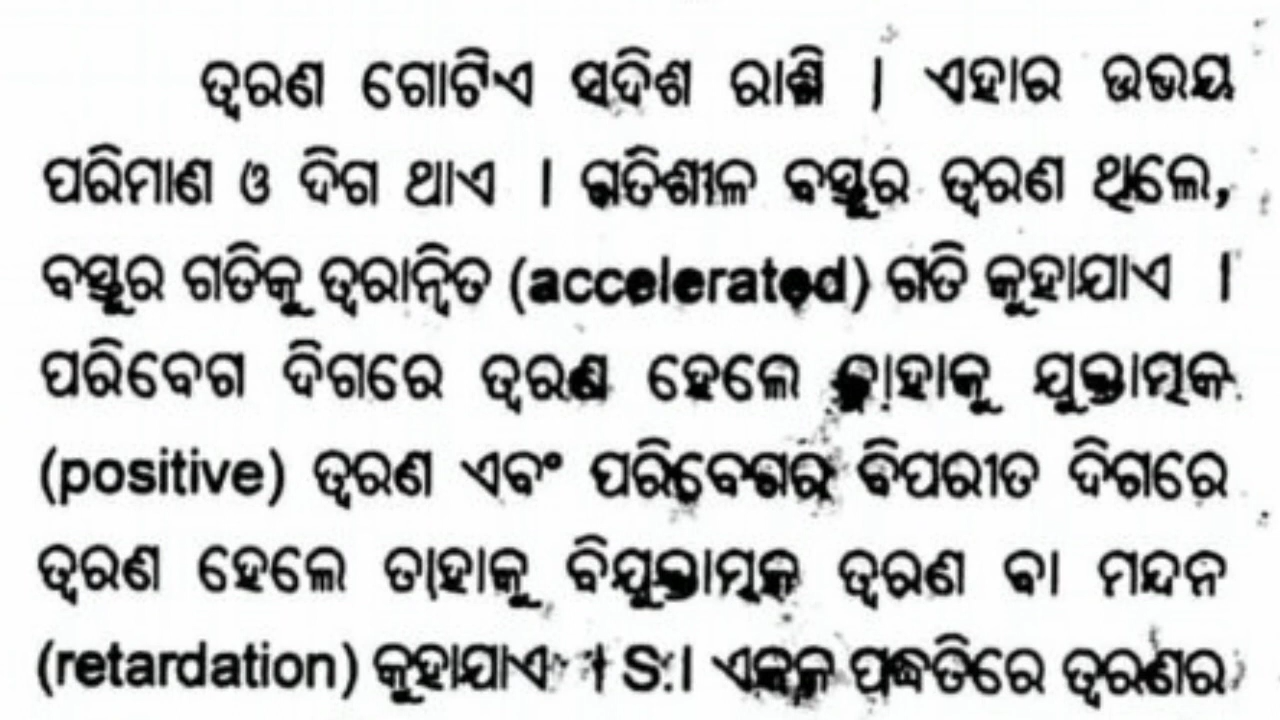 ତ୍ୱରଣ ଗୋଟିଏ ସଦିଶ ରାଶି । ଏହାର ଉଭୟ
ପରିମାଣ ଓ ଦିଗ ଥାଏ । ଗତିଶୀଳ ବସ୍ତୁର ତ୍ୱରଣ ଥିଲେ,
ବସ୍ତୁର ଗତିକୁ ତ୍ୱରାନ୍ୱିତ (accelerated) ଗତି କୁହାଯାଏ ।
ପରିବେଗ ଦିଗରେ ତ୍ୱରଣ ହେଲେ ତାହାକୁ ଯୁକ୍ତାତ୍ମକ
(positive) ତ୍ୱରଣ ଏବଂ ପରିବେଗର ବିପରୀତ ଦିଗରେ
ତ୍ୱରଣ ହେଲେ ତାହାକୁ ବିଯୁକ୍ତାତ୍ମକ ତ୍ୱରଣ ବା ମନ୍ଦନ
(retardation) କୁହାଯାଏ । S.I ଏକକ ପଦ୍ଧତିରେ ତ୍ୱରଣର